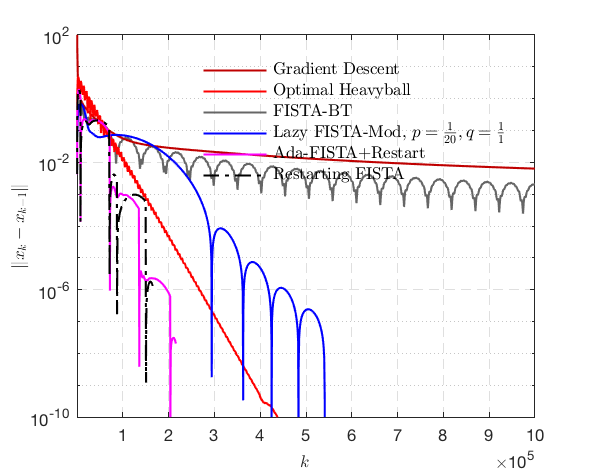 10^2
10^-2
10^-6
10^-10
‖x_k − x_{k−1}‖
Gradient Descent
Optimal Heavyball
FISTA-BT
Lazy FISTA-Mod, p = 1/20, q = 1/1
Ada-FISTA+Restart
Restarting FISTA
1 2 3 4 5 6 7 8 9 10
k
×10^5